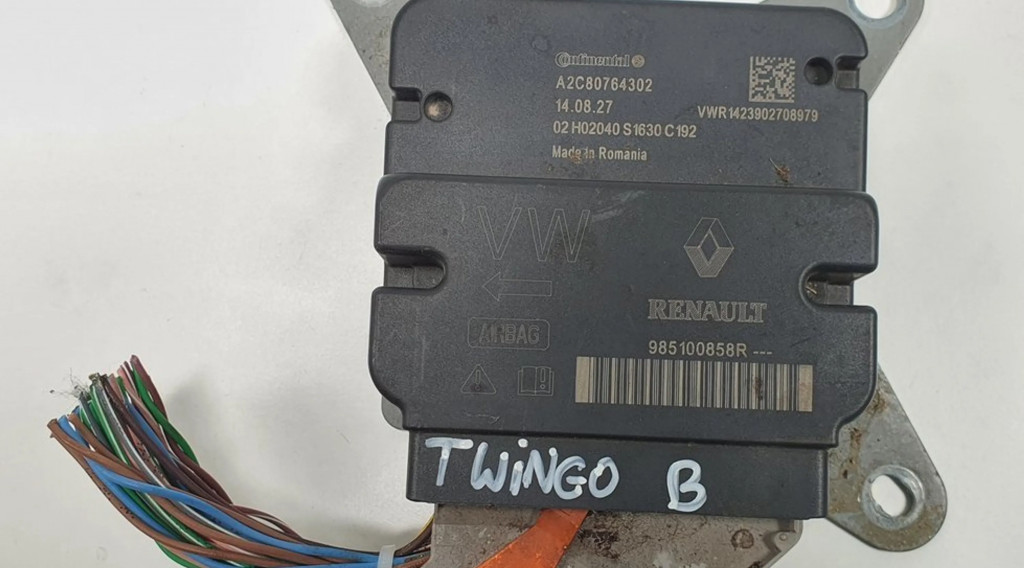 Continental
A2C80764302
14.08.27
VWR1423902708979
02 H02040 S1630 C192
Made in Romania
VW
RENAULT
AIRBAG
985100858R ---
TWiNGO B